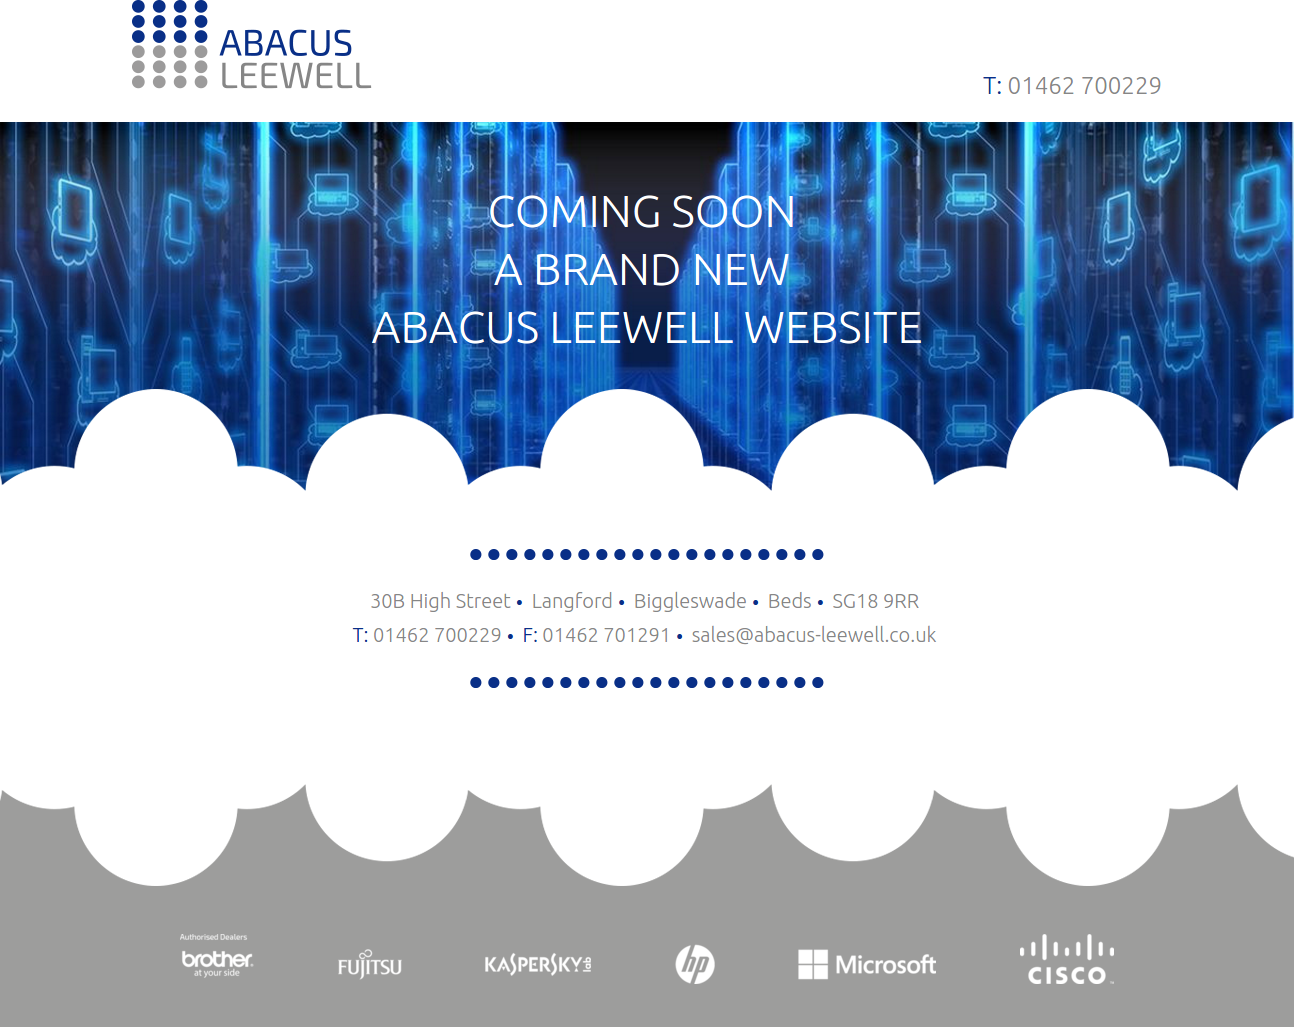 ABACUS
LEEWELL
T: 01462 700229
COMING SOON
A BRAND NEW
ABACUS LEEWELL WEBSITE
30B High Street • Langford • Biggleswade • Beds • SG18 9RR
T: 01462 700229 • F: 01462 701291 • sales@abacus-leewell.co.uk
Authorised Dealers
brother
at your side
FUJITSU
KASPERSKY lab
hp
Microsoft
CISCO